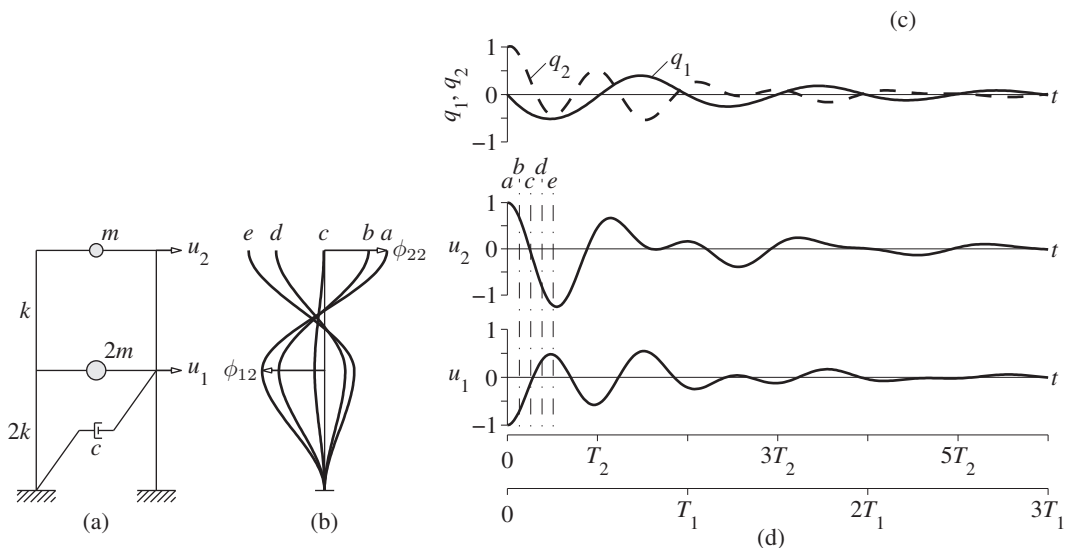 (c)
1
0
−1
q1, q2
q2
q1
t
a b c d e
1
0
−1
u2
t
1
0
−1
u1
t
0 T2 3T2 5T2
0 T1 2T1 3T1
(d)
m
u2
k
2m
u1
2k
c
(a)
e d c b a
ϕ22
ϕ12
(b)